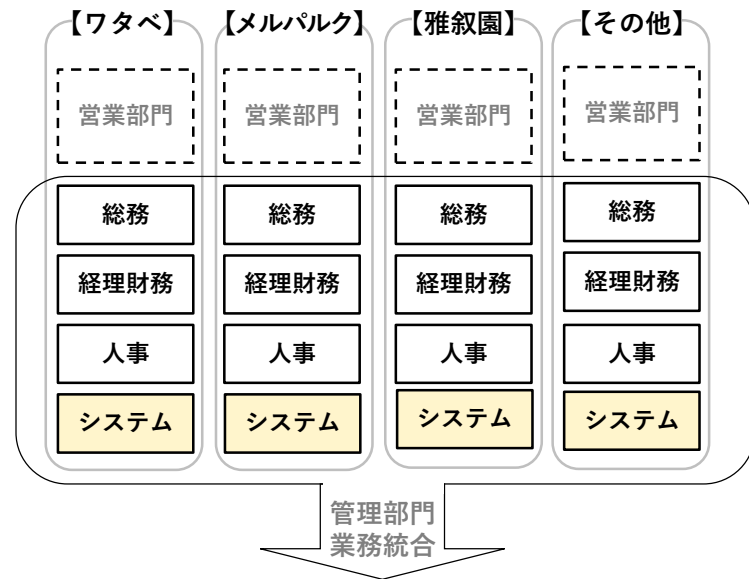 【ワタベ】 【メルパルク】 【雅叙園】 【その他】
営業部門 営業部門 営業部門 営業部門
総務 総務 総務 総務
経理財務 経理財務 経理財務 経理財務
人事 人事 人事 人事
システム システム システム システム
管理部門
業務統合